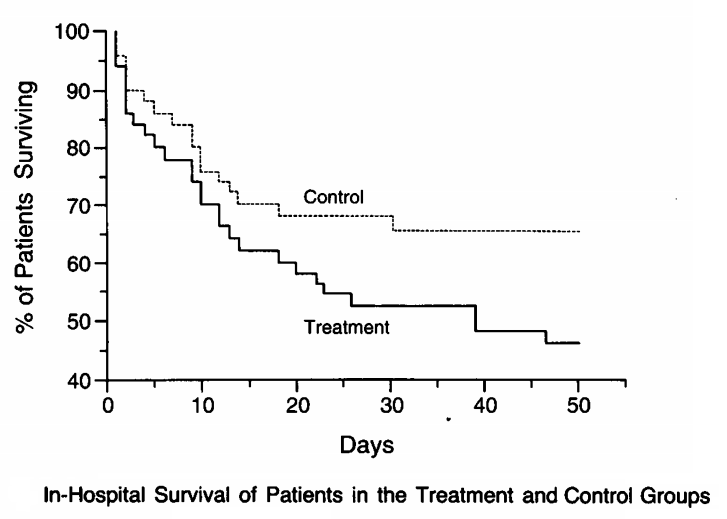 % of Patients Surviving
100
90
80
70
60
50
40
Control
Treatment
0 10 20 30 40 50
Days
In-Hospital Survival of Patients in the Treatment and Control Groups